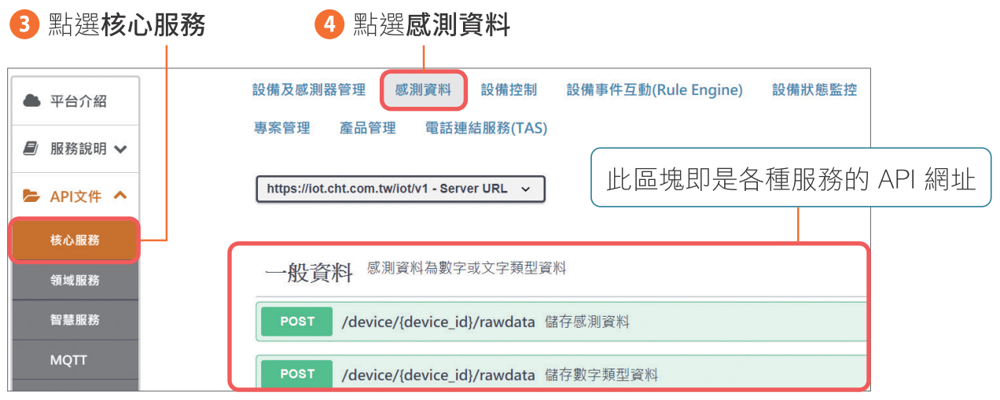 3 點選核心服務
4 點選感測資料
平台介紹
服務說明
API文件
核心服務
領域服務
智慧服務
MQTT
設備及感測器管理 感測資料 設備控制 設備事件互動(Rule Engine) 設備狀態監控
專案管理 產品管理 電話連結服務(TAS)
此區塊即是各種服務的 API 網址
https://iot.cht.com.tw/iot/v1 - Server URL
一般資料 感測資料為數字或文字類型資料
POST /device/{device_id}/rawdata 儲存感測資料
POST /device/{device_id}/rawdata 儲存數字類型資料